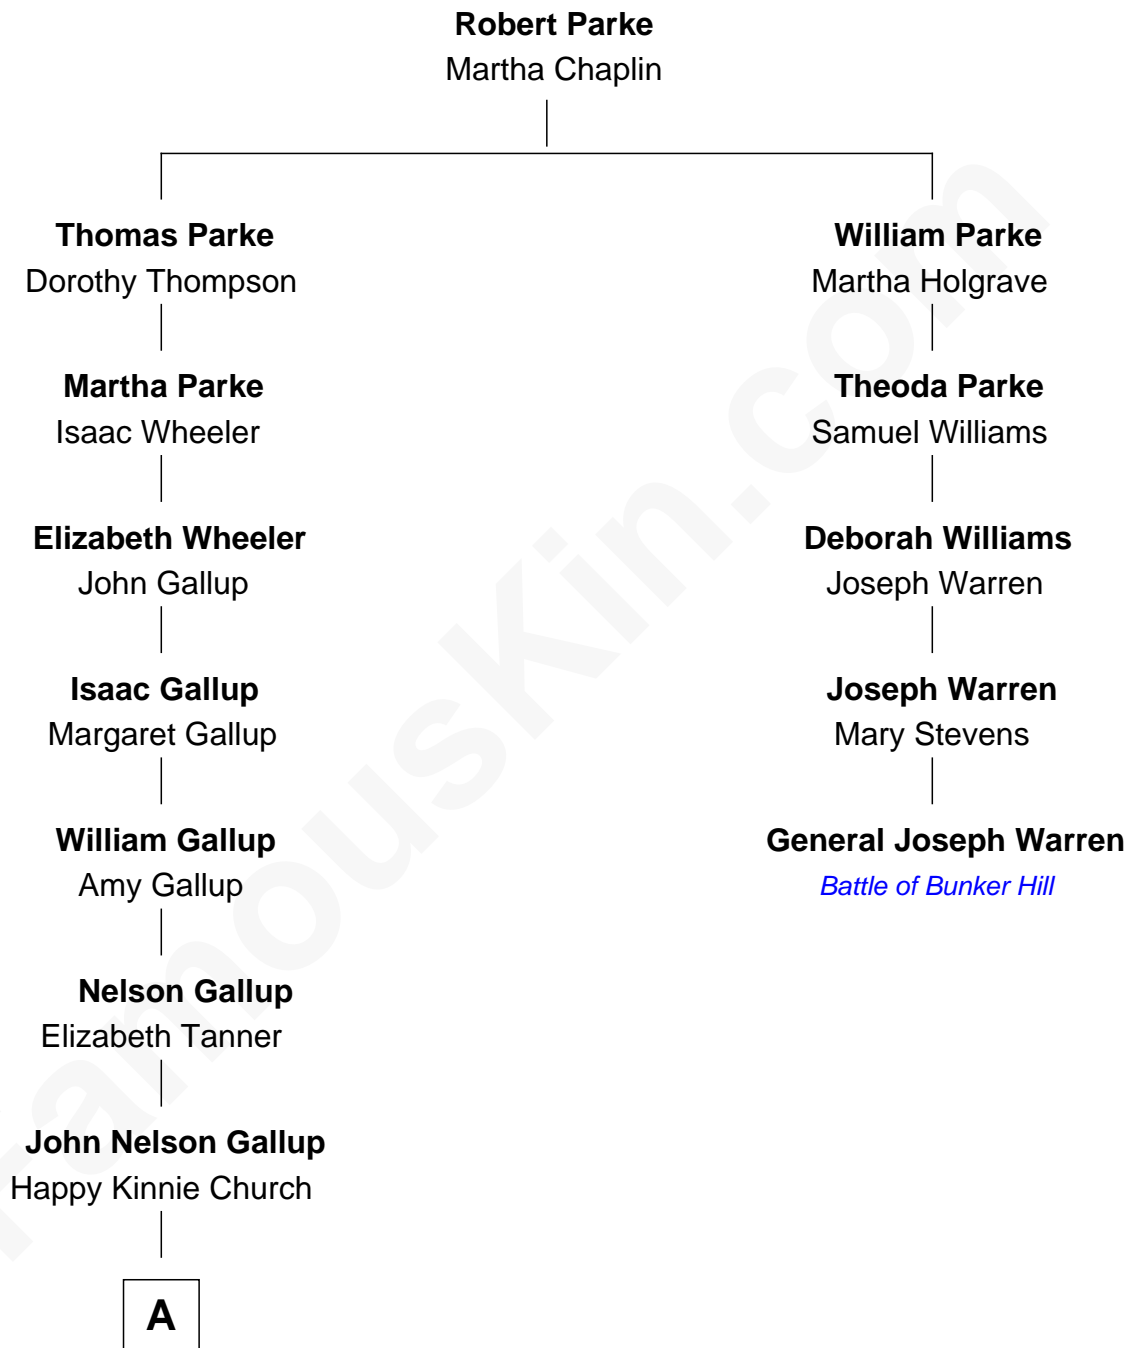 Robert Parke
Martha Chaplin
Thomas Parke
Dorothy Thompson
William Parke
Martha Holgrave
Martha Parke
Isaac Wheeler
Theoda Parke
Samuel Williams
Elizabeth Wheeler
John Gallup
Deborah Williams
Joseph Warren
Isaac Gallup
Margaret Gallup
Joseph Warren
Mary Stevens
William Gallup
Amy Gallup
General Joseph Warren
Battle of Bunker Hill
Nelson Gallup
Elizabeth Tanner
John Nelson Gallup
Happy Kinnie Church
A
FamousKin.com